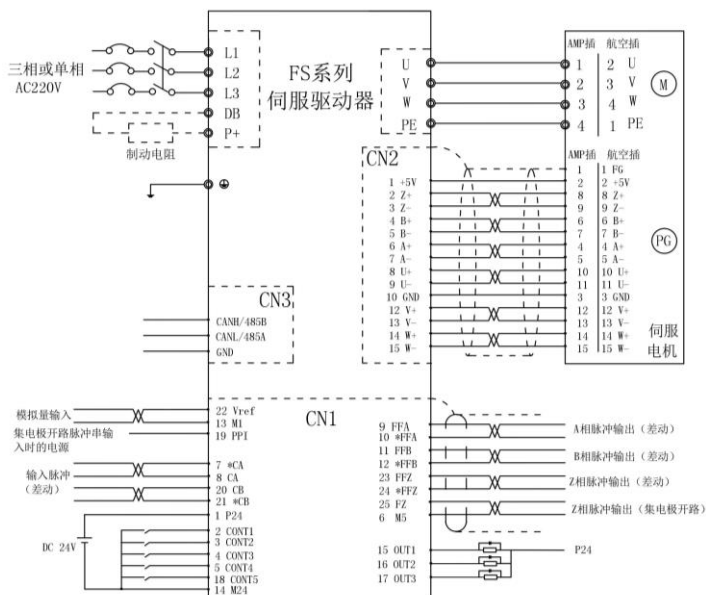 三相或单相
AC220V
L1
L2
L3
DB
P+
制动电阻
FS系列
伺服驱动器
U
V
W
PE
AMP插 航空插
1 2 U
2 3 V
3 4 W
4 1 PE
M
CN2
1 +5V
2 Z+
3 Z-
4 B+
5 B-
6 A+
7 A-
8 U+
9 U-
10 GND
12 V+
13 V-
14 W+
15 W-
AMP插 航空插
1 1 FG
2 2 +5V
8 8 Z+
9 9 Z-
6 6 B+
7 7 B-
4 4 A+
5 5 A-
10 10 U+
11 11 U-
3 3 GND
12 12 V+
13 13 V-
14 14 W+
15 15 W-
PG
伺服
电机
CN3
CANH/485B
CANL/485A
GND
CN1
模拟量输入
集电极开路脉冲串输
入时的电源
输入脉冲
(差动)
DC 24V
22 Vref
13 M1
19 PPI
7 *CA
8 CA
20 CB
21 *CB
1 P24
2 CONT1
3 CONT2
4 CONT3
5 CONT4
18 CONT5
14 M24
9 FFA
10 *FFA
11 FFB
12 *FFB
23 FFZ
24 *FFZ
25 FZ
6 M5
15 OUT1
16 OUT2
17 OUT3
A相脉冲输出（差动）
B相脉冲输出（差动）
Z相脉冲输出（差动）
Z相脉冲输出（集电极开路）
P24